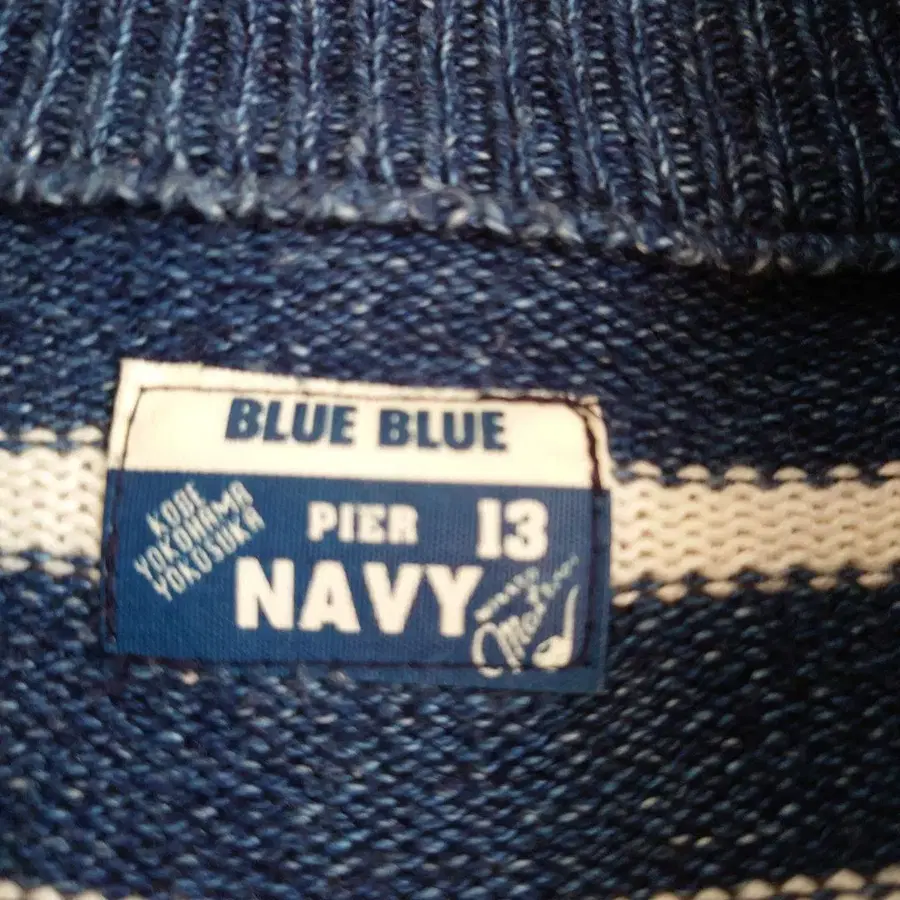 BLUE BLUE
PIER 13
NAVY
KOBE
YOKOHAMA
YOKOSUKA